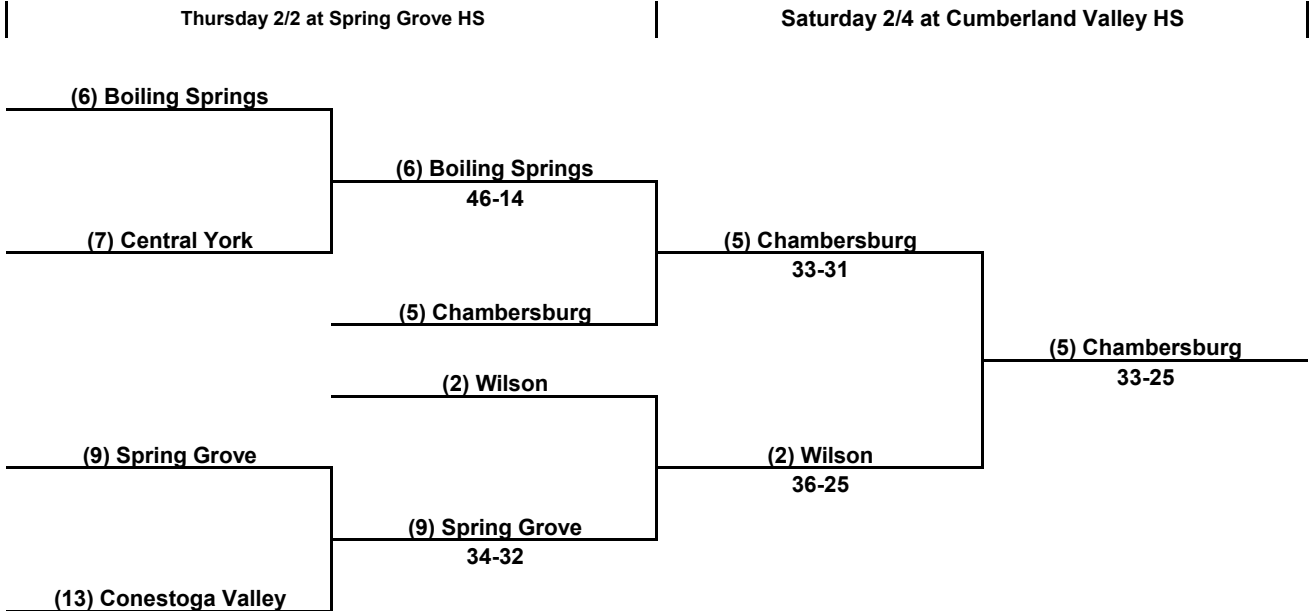 Thursday 2/2 at Spring Grove HS
Saturday 2/4 at Cumberland Valley HS
(6) Boiling Springs
(6) Boiling Springs
46-14
(7) Central York
(5) Chambersburg
33-31
(5) Chambersburg
(5) Chambersburg
33-25
(2) Wilson
(9) Spring Grove
(2) Wilson
36-25
(9) Spring Grove
34-32
(13) Conestoga Valley